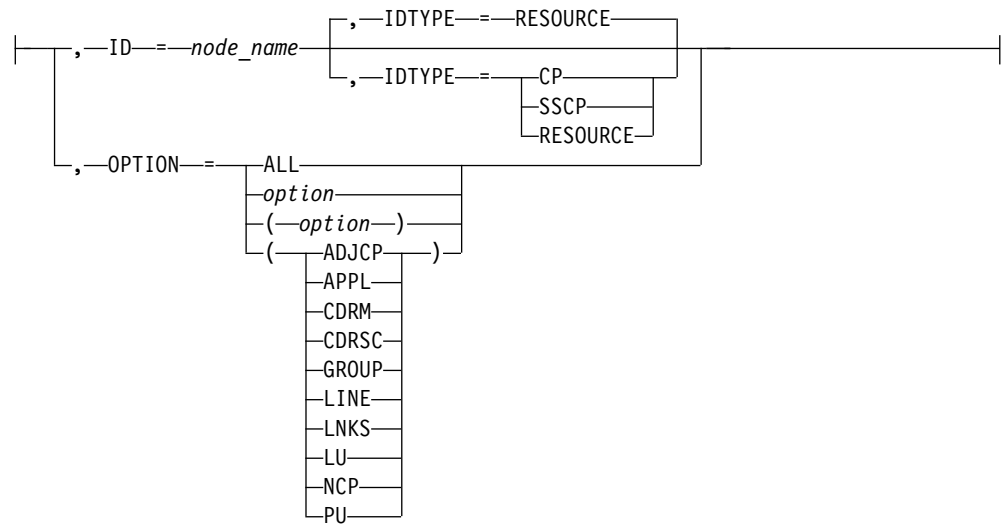 , IDTYPE = RESOURCE
, ID = node_name
, IDTYPE = CP
SSCP
RESOURCE
, OPTION = ALL
option
( option )
( ADJCP )
APPL
CDRM
CDRSC
GROUP
LINE
LNKS
LU
NCP
PU